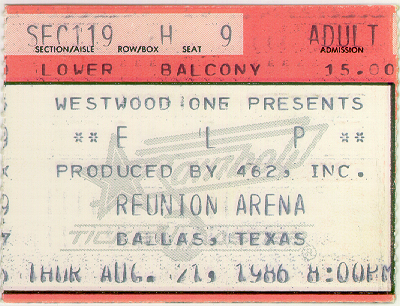 SEC119 H 9 ADULT
SECTION/AISLE ROW/BOX SEAT ADMISSION
LOWER BALCONY 15.00
WESTWOOD ONE PRESENTS
** E L P **
PRODUCED BY 462, INC.
REUNION ARENA
DALLAS, TEXAS
THUR AUG. 21, 1986 8:00PM